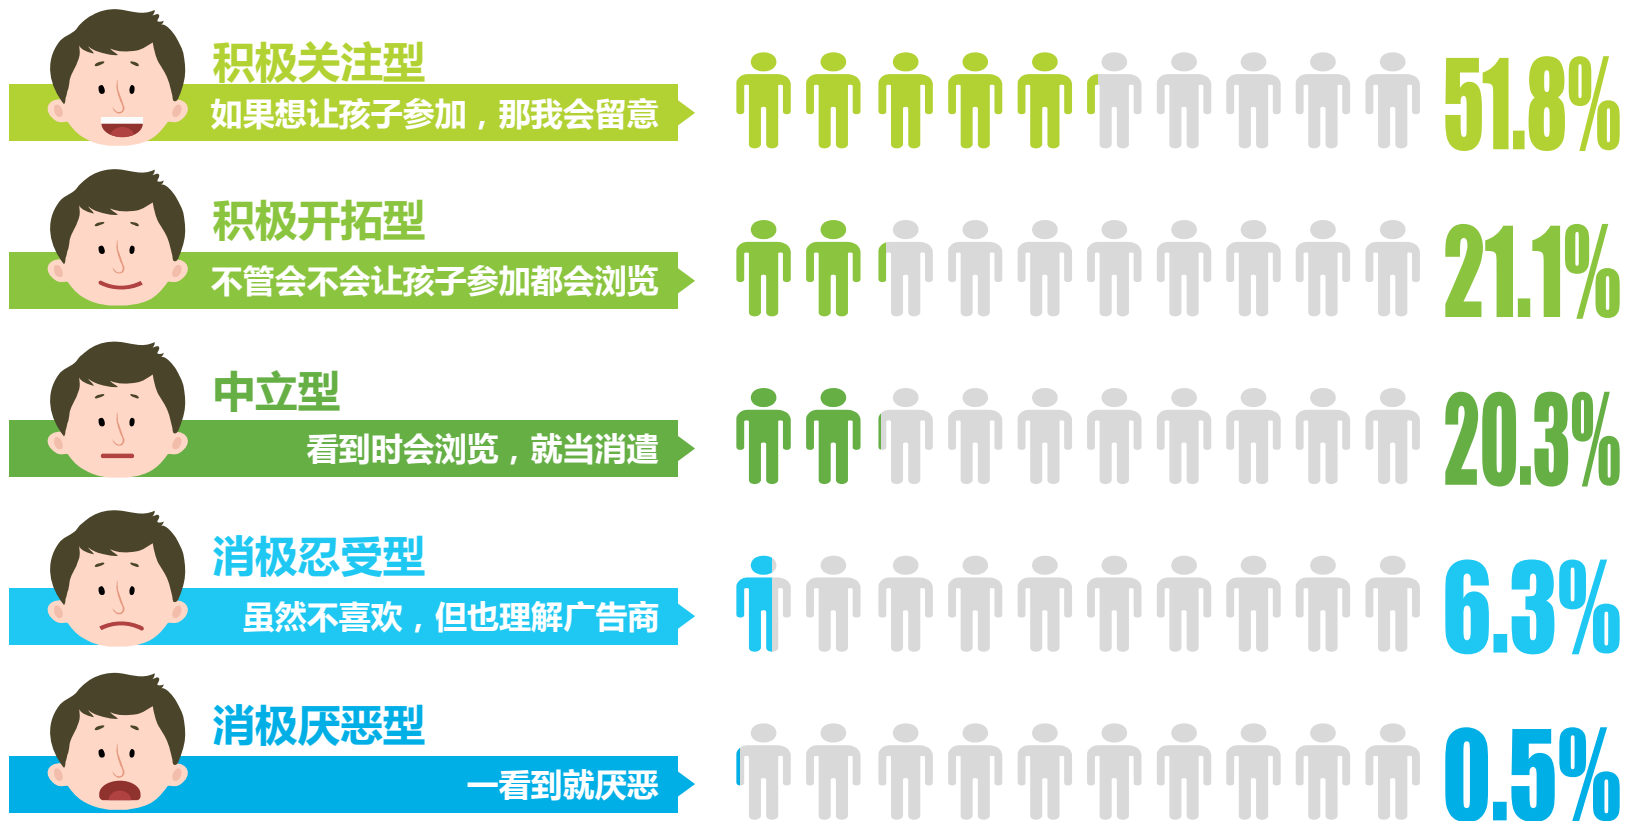 积极关注型
如果想让孩子参加，那我会留意
51.8%
积极开拓型
不管会不会让孩子参加都会浏览
21.1%
中立型
看到时会浏览，就当消遣
20.3%
消极忍受型
虽然不喜欢，但也理解广告商
6.3%
消极厌恶型
一看到就厌恶
0.5%